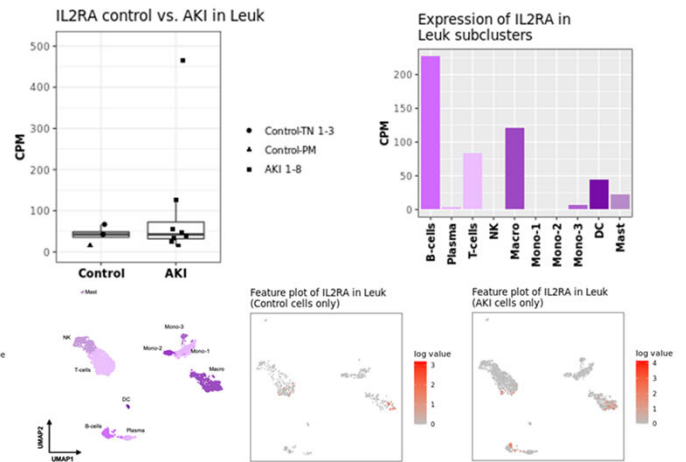 IL2RA control vs. AKI in Leuk
500
400
300
200
100
0
CPM
Control
AKI
Control-TN 1-3
Control-PM
AKI 1-8
Expression of IL2RA in
Leuk subclusters
200
150
100
50
0
CPM
B-cells
Plasma
T-cells
NK
Macro
Mono-1
Mono-2
Mono-3
DC
Mast
Mast
NK
T-cells
Mono-3
Mono-2
Mono-1
Macro
DC
B-cells
Plasma
UMAP2
UMAP1
e
Feature plot of IL2RA in Leuk
(Control cells only)
log value
3
2
1
0
Feature plot of IL2RA in Leuk
(AKI cells only)
log value
4
3
2
1
0